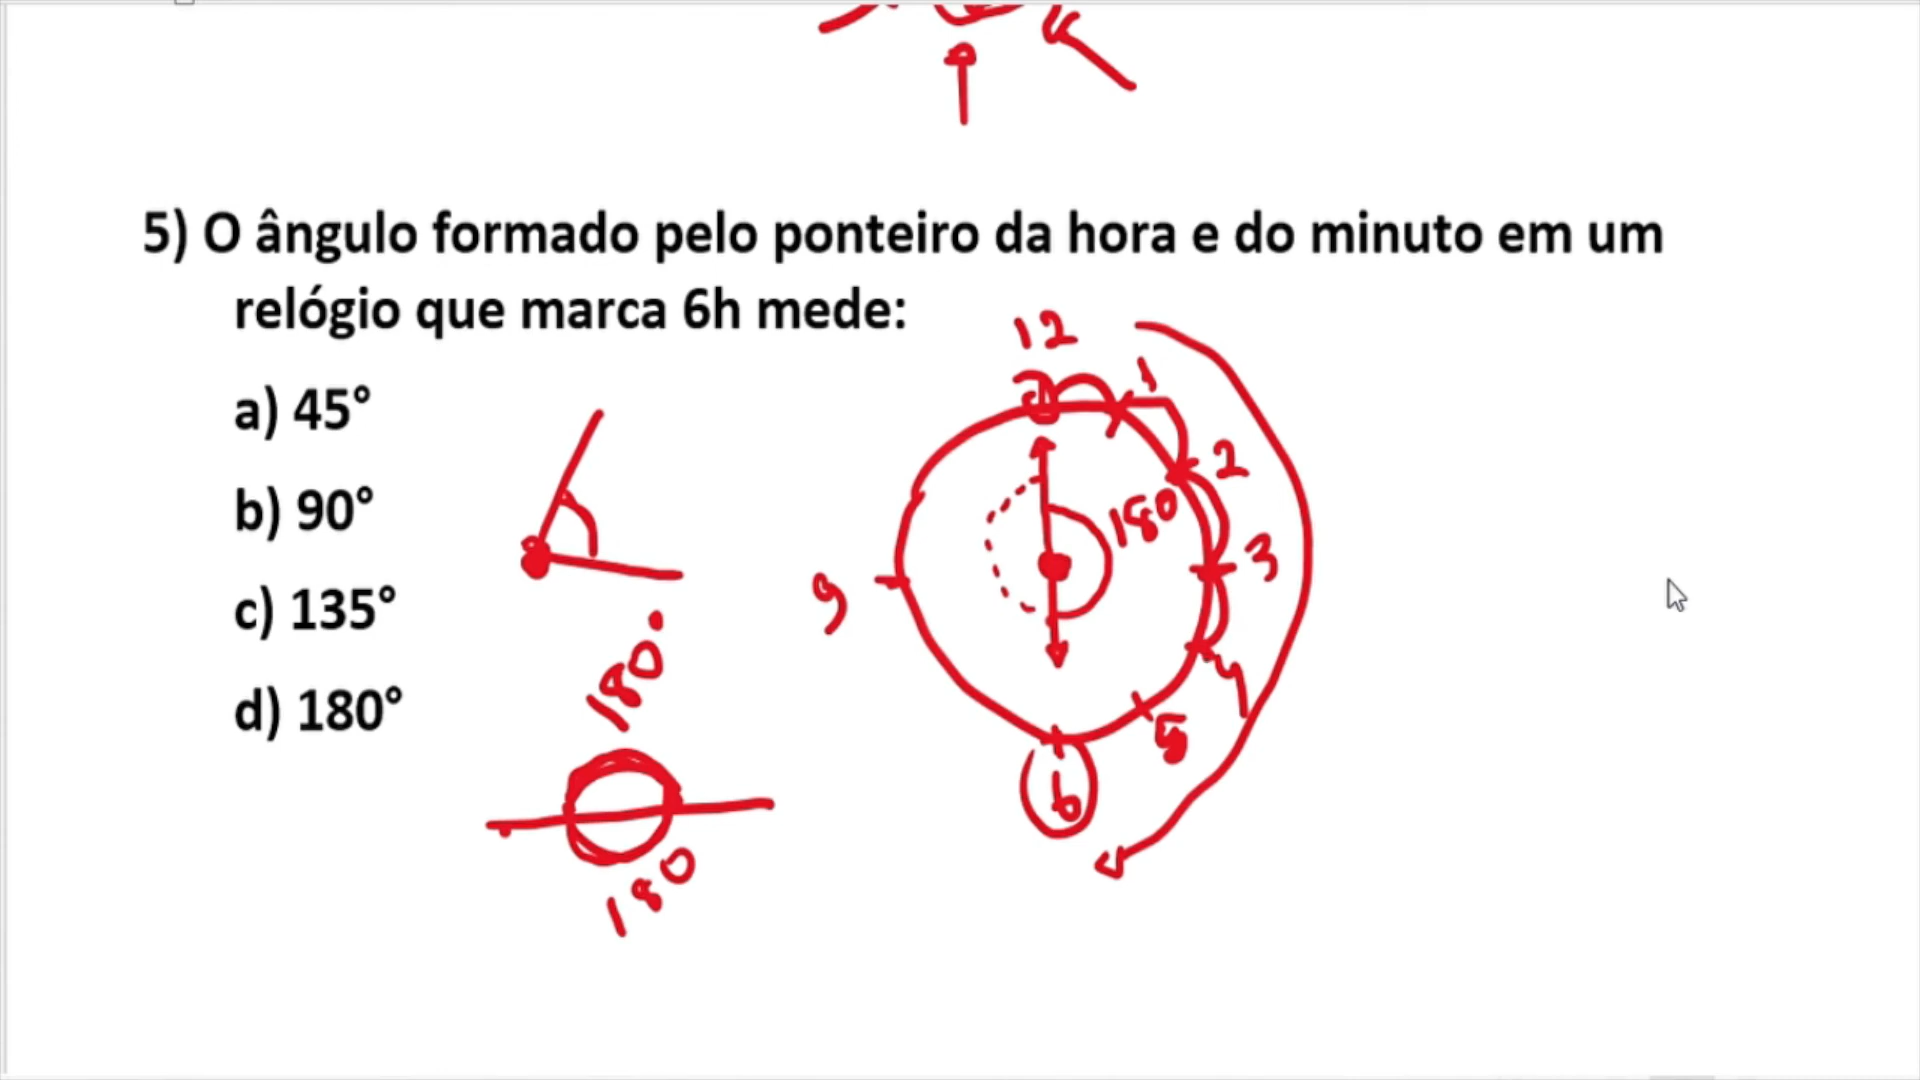 5) O ângulo formado pelo ponteiro da hora e do minuto em um
relógio que marca 6h mede:
12
1
a) 45°
2
b) 90°
180
3
c) 135°
9
180°
4
d) 180°
5
6
180